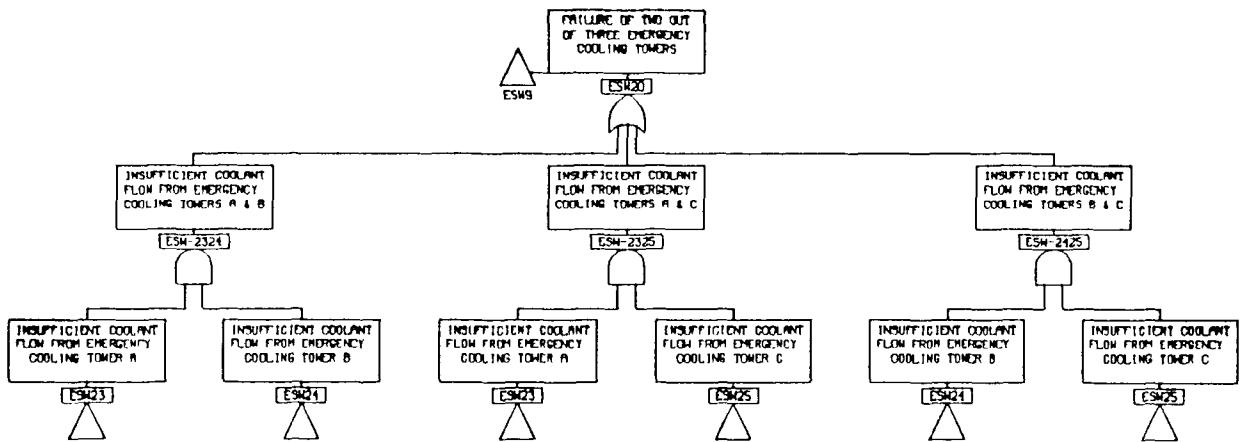 FAILURE OF TWO OUT
OF THREE EMERGENCY
COOLING TOWERS
ESW9
ESW20
INSUFFICIENT COOLANT
FLOW FROM EMERGENCY
COOLING TOWERS A & B
ESW-2324
INSUFFICIENT COOLANT
FLOW FROM EMERGENCY
COOLING TOWERS A & C
ESW-2325
INSUFFICIENT COOLANT
FLOW FROM EMERGENCY
COOLING TOWERS B & C
ESW-2425
INSUFFICIENT COOLANT
FLOW FROM EMERGENCY
COOLING TOWER A
ESW23
INSUFFICIENT COOLANT
FLOW FROM EMERGENCY
COOLING TOWER B
ESW24
INSUFFICIENT COOLANT
FLOW FROM EMERGENCY
COOLING TOWER A
ESW23
INSUFFICIENT COOLANT
FLOW FROM EMERGENCY
COOLING TOWER C
ESW25
INSUFFICIENT COOLANT
FLOW FROM EMERGENCY
COOLING TOWER B
ESW24
INSUFFICIENT COOLANT
FLOW FROM EMERGENCY
COOLING TOWER C
ESW25